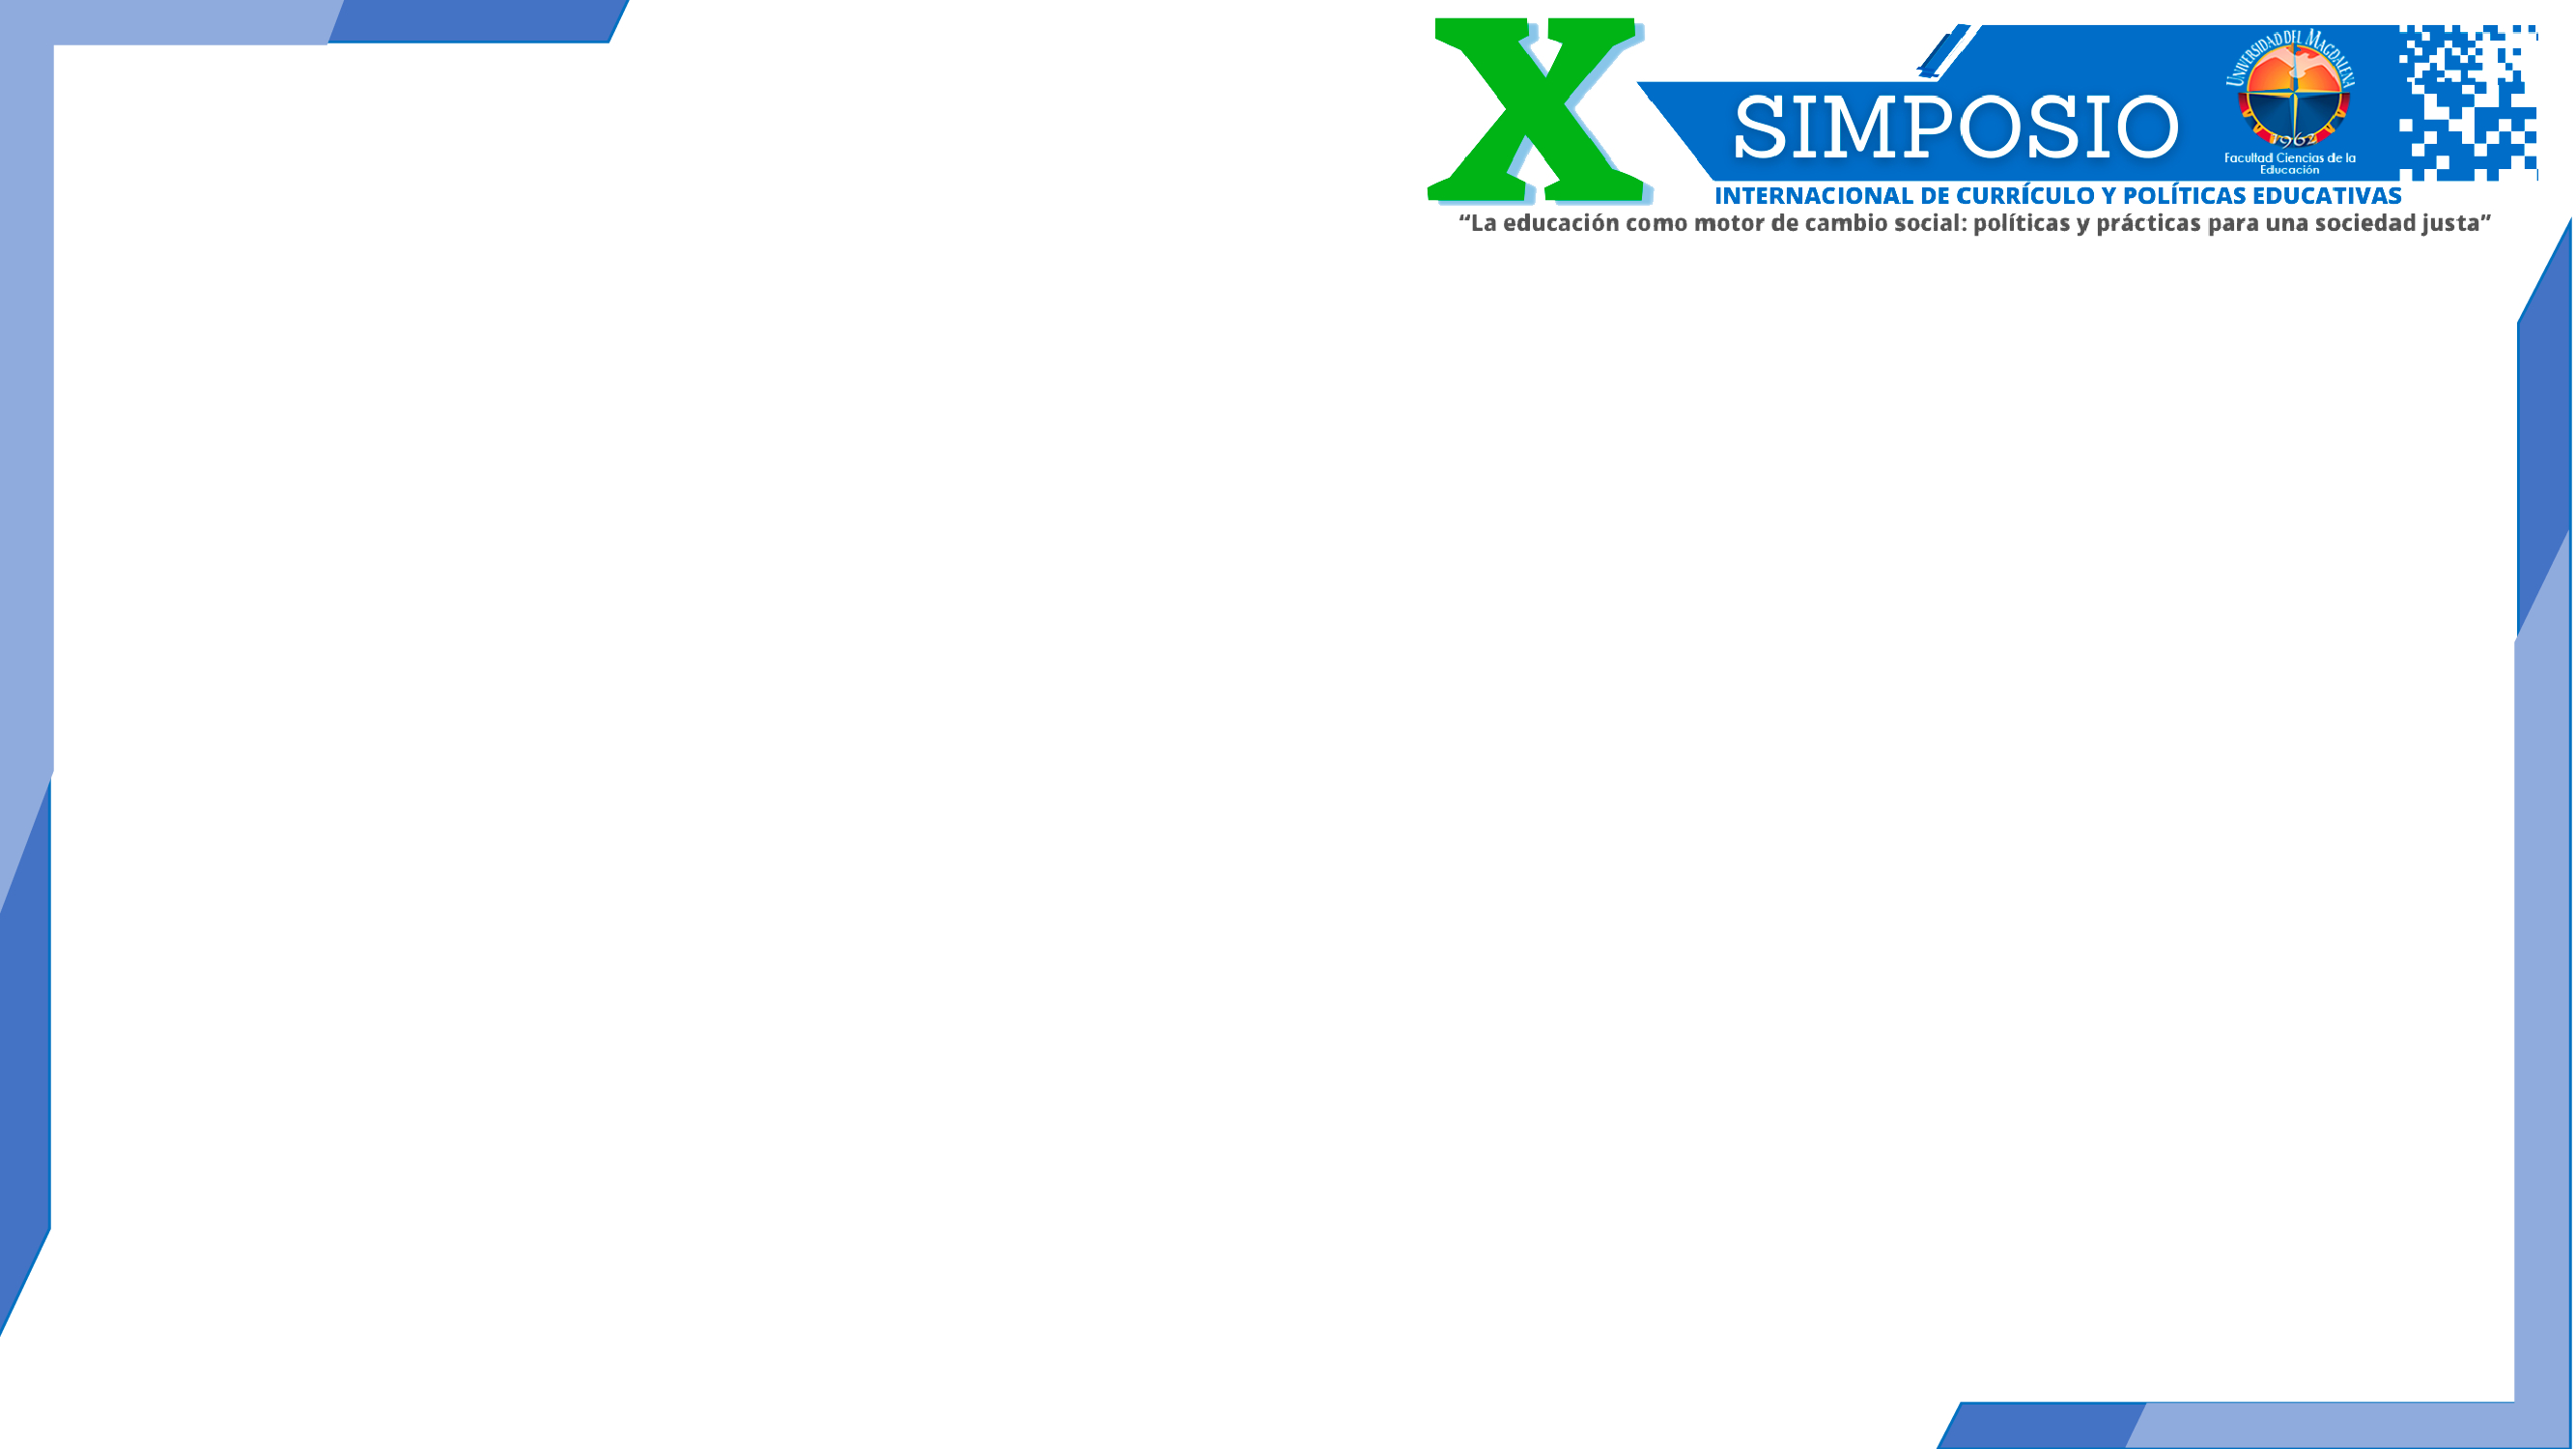 X SIMPOSIO
UNIVERSIDAD DEL MAGDALENA
1962
Facultad Ciencias de la
Educación
INTERNACIONAL DE CURRÍCULO Y POLÍTICAS EDUCATIVAS
“La educación como motor de cambio social: políticas y prácticas para una sociedad justa”